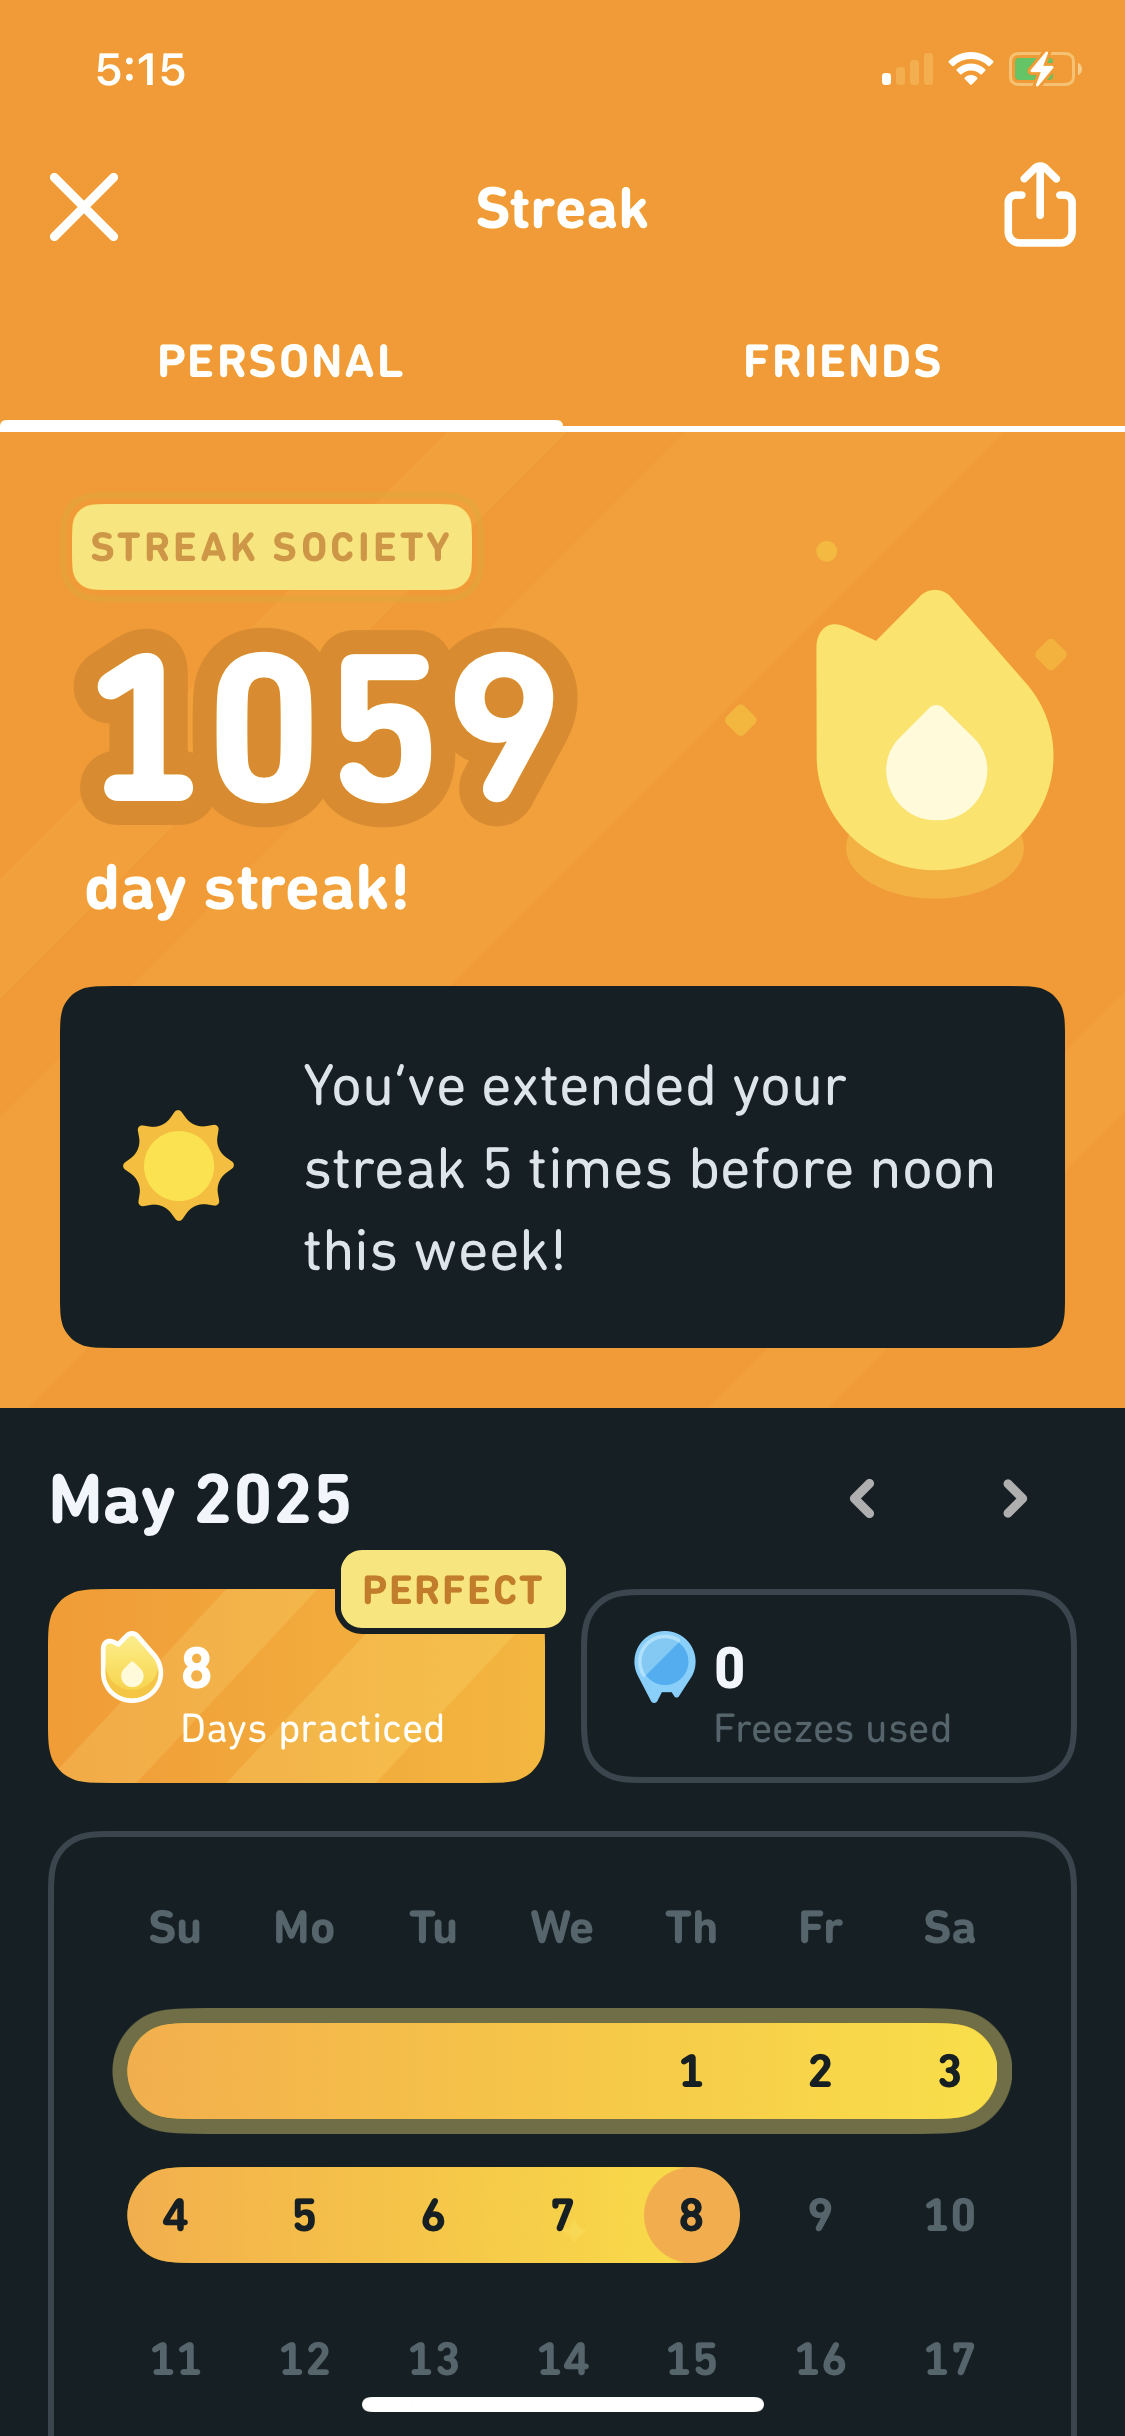 5:15
Streak
PERSONAL FRIENDS
STREAK SOCIETY
1059
day streak!
You've extended your
streak 5 times before noon
this week!
May 2025
PERFECT
8
Days practiced
0
Freezes used
Su Mo Tu We Th Fr Sa
1 2 3
4 5 6 7 8 9 10
11 12 13 14 15 16 17